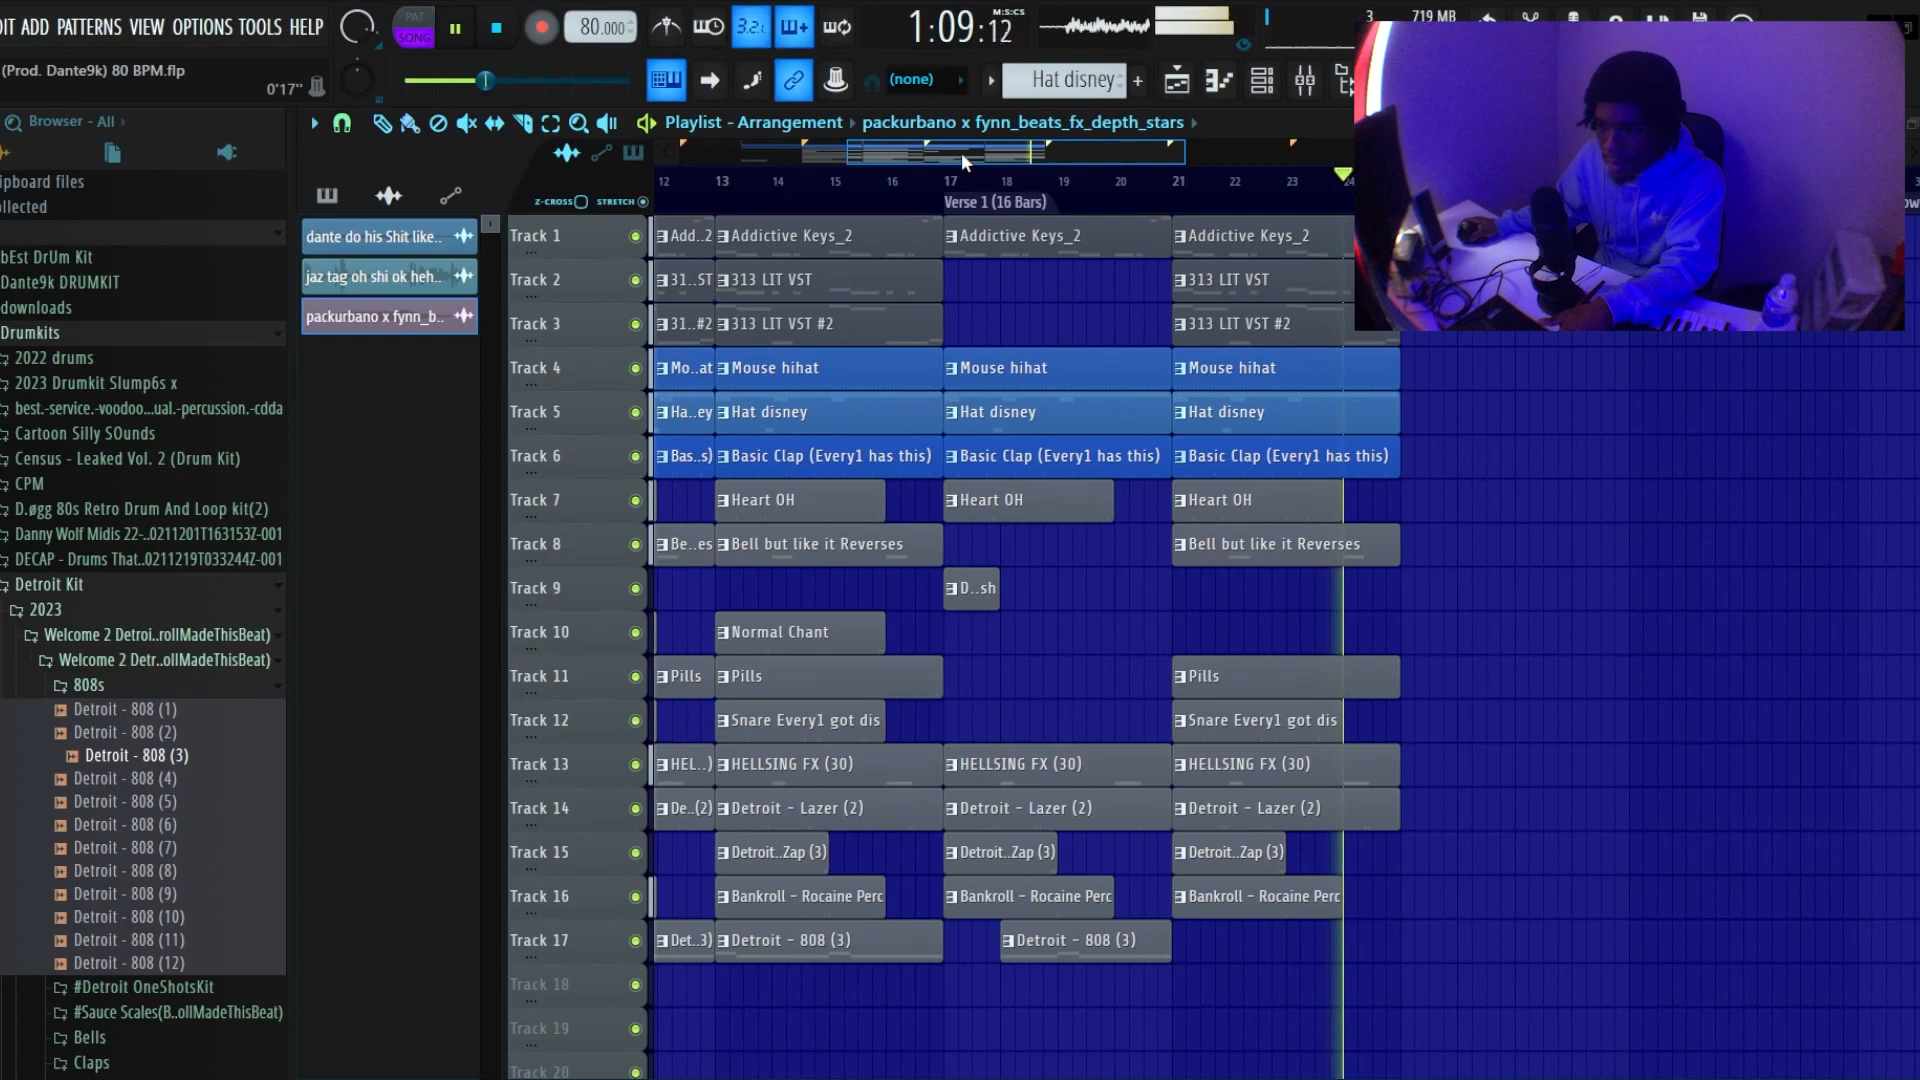 IT ADD PATTERNS VIEW OPTIONS TOOLS HELP
PAT
SONG
80.000
3.2
1:09:12
M:S:CS
3
719 MB
(Prod. Dante9k) 80 BPM.flp
0'17"
(none)
Hat disney
Browser - All
Playlist - Arrangement
packurbano x fynn_beats_fx_depth_stars
ipboard files
llected
bEst DrUm Kit
Dante9k DRUMKIT
downloads
Drumkits
2022 drums
2023 Drumkit Slump6s x
best.-service.-voodoo...ual.-percussion.-cdda
Cartoon Silly SOunds
Census - Leaked Vol. 2 (Drum Kit)
CPM
D.øgg 80s Retro Drum And Loop kit(2)
Danny Wolf Midis 22-..0211201T163153Z-001
DECAP - Drums That..0211219T033244Z-001
Detroit Kit
2023
Welcome 2 Detroi..rollMadeThisBeat)
Welcome 2 Detr..ollMadeThisBeat)
808s
Detroit - 808 (1)
Detroit - 808 (2)
Detroit - 808 (3)
Detroit - 808 (4)
Detroit - 808 (5)
Detroit - 808 (6)
Detroit - 808 (7)
Detroit - 808 (8)
Detroit - 808 (9)
Detroit - 808 (10)
Detroit - 808 (11)
Detroit - 808 (12)
#Detroit OneShotsKit
#Sauce Scales(B..ollMadeThisBeat)
Bells
Claps
dante do his Shit like..
jaz tag oh shi ok heh..
packurbano x fynn_b..
Z-CROSS STRETCH
12 13 14 15 16 17 18 19 20 21 22 23 24
Verse 1 (16 Bars)
Track 1 Add..2 Addictive Keys_2 Addictive Keys_2 Addictive Keys_2
Track 2 31..ST 313 LIT VST 313 LIT VST
Track 3 31..#2 313 LIT VST #2 313 LIT VST #2
Track 4 Mo..at Mouse hihat Mouse hihat Mouse hihat
Track 5 Ha..ey Hat disney Hat disney Hat disney
Track 6 Bas..s) Basic Clap (Every1 has this) Basic Clap (Every1 has this) Basic Clap (Every1 has this)
Track 7 Heart OH Heart OH Heart OH
Track 8 Be..es Bell but like it Reverses Bell but like it Reverses
Track 9 D..sh
Track 10 Normal Chant
Track 11 Pills Pills Pills
Track 12 Snare Every1 got dis Snare Every1 got dis
Track 13 HEL..) HELLSING FX (30) HELLSING FX (30) HELLSING FX (30)
Track 14 De..(2) Detroit - Lazer (2) Detroit - Lazer (2) Detroit - Lazer (2)
Track 15 Detroit..Zap (3) Detroit..Zap (3) Detroit..Zap (3)
Track 16 Bankroll - Rocaine Perc Bankroll - Rocaine Perc Bankroll - Rocaine Perc
Track 17 Det..3) Detroit - 808 (3) Detroit - 808 (3)
Track 18
Track 19
Track 20